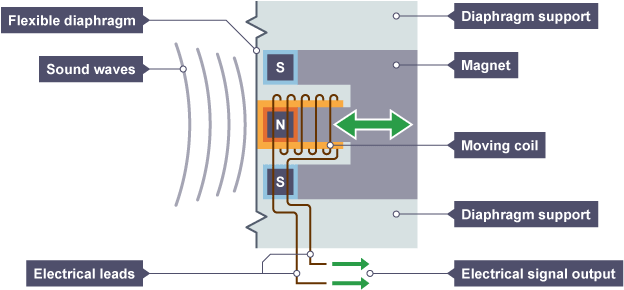 Flexible diaphragm
Diaphragm support
Sound waves
S
Magnet
N
Moving coil
S
Diaphragm support
Electrical leads
Electrical signal output